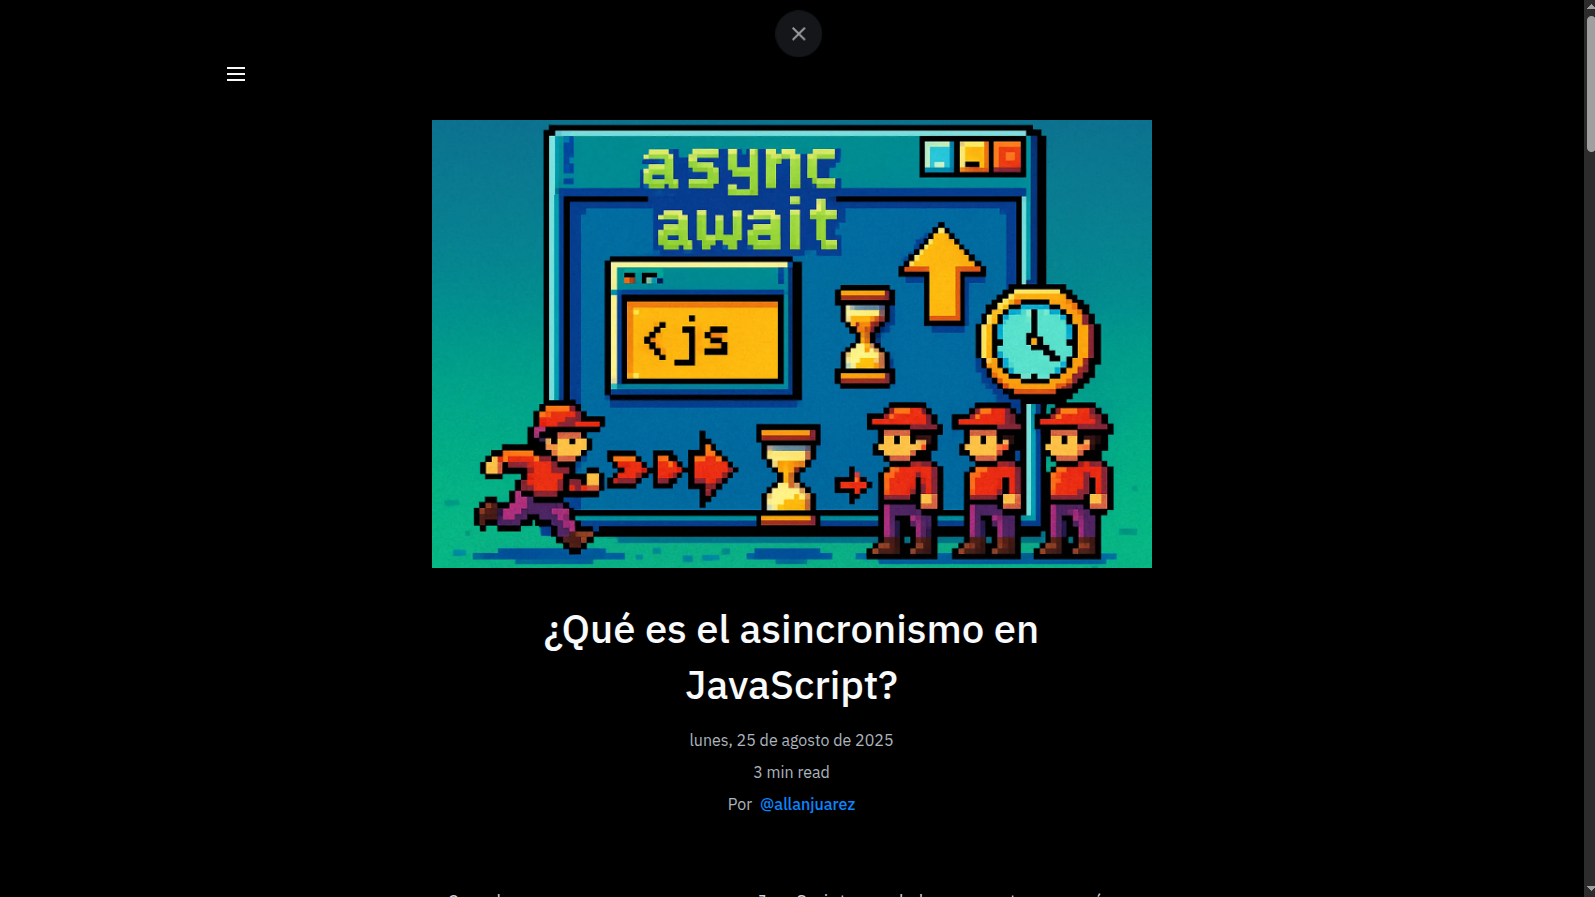 async
await
<js
¿Qué es el asincronismo en
JavaScript?
lunes, 25 de agosto de 2025
3 min read
Por @allanjuarez